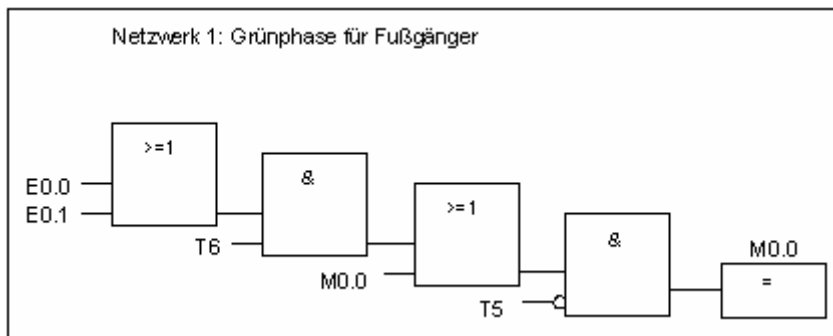 Netzwerk 1: Grünphase für Fußgänger
>=1
E0.0
E0.1
&
T6
>=1
M0.0
&
T5
M0.0
=